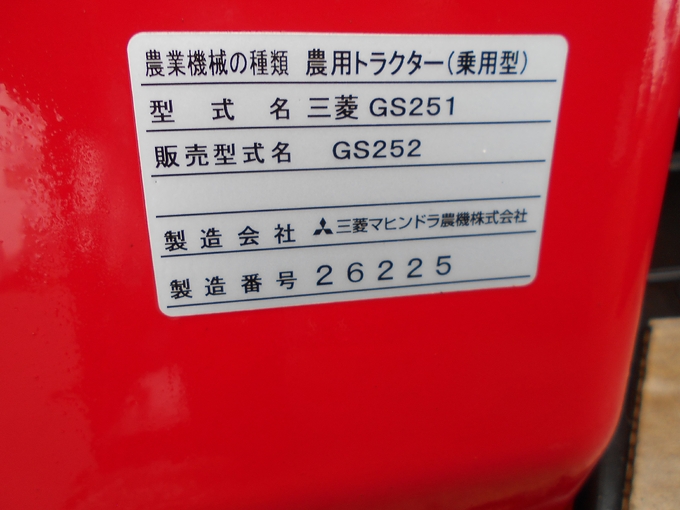 農業機械の種類 農用トラクター(乗用型)
型式名 三菱 GS251
販売型式名 GS252
製造会社 三菱マヒンドラ農機株式会社
製造番号 26225